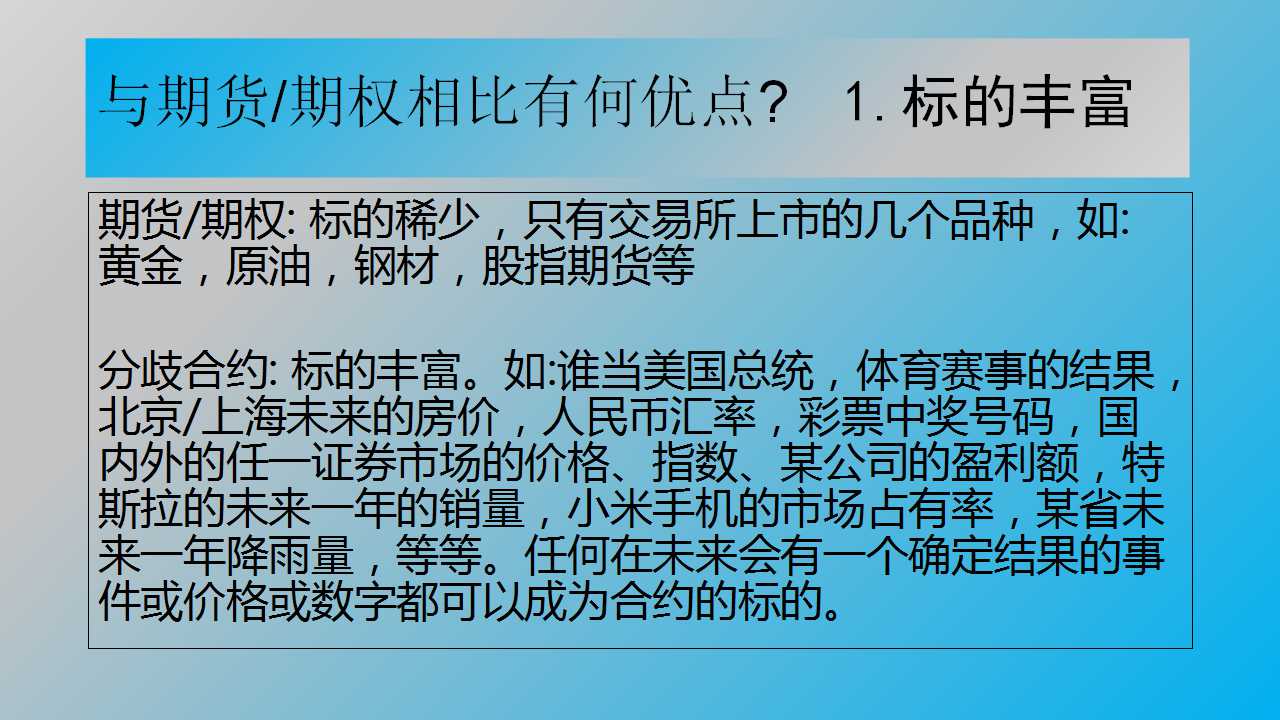 与期货/期权相比有何优点? 1.标的丰富
期货/期权: 标的稀少，只有交易所上市的几个品种，如:
黄金，原油，钢材，股指期货等
分歧合约: 标的丰富。如:谁当美国总统，体育赛事的结果，
北京/上海未来的房价，人民币汇率，彩票中奖号码，国
内外的任一证券市场的价格、指数、某公司的盈利额，特
斯拉的未来一年的销量，小米手机的市场占有率，某省未
来一年降雨量，等等。任何在未来会有一个确定结果的事
件或价格或数字都可以成为合约的标的。